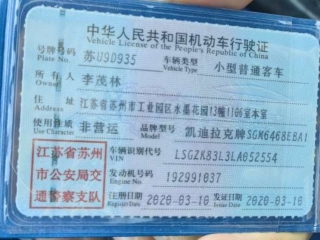 中华人民共和国机动车行驶证
Vehicle License of the People's Republic of China
号牌号码 苏U9D935 车辆类型 小型普通客车
Plate No. Vehicle Type
所有人 李茂林
Owner
住址 江苏省苏州市工业园区水墨花园13幢1106室本室
使用性质 非营运 品牌型号 凯迪拉克牌SGM6468EBA1
Use Character Model
江苏省苏州
市公安局交
通警察支队
车辆识别代号 LSGZK83L3LA052554
VIN
发动机号码 192991037
Engine No.
注册日期 2020-03-10 发证日期 2020-03-10
Register Date Issue Date